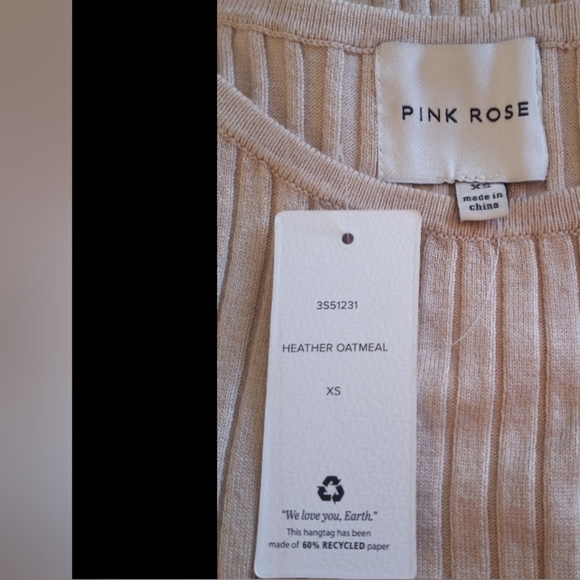 PINK ROSE
XS
made in
china
3S51231
HEATHER OATMEAL
XS
"We love you, Earth."
This hangtag has been
made of 60% RECYCLED paper